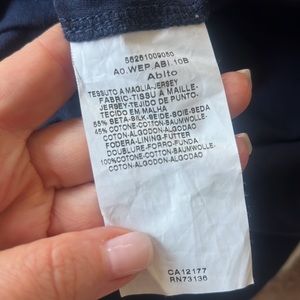 56261009050
A0.WEP.ABI.10B
Abito
TESSUTO A MAGLIA-JERSEY
FABRIC-TISSU A MAILLE-
JERSEY-TEJIDO DE PUNTO-
TECIDO EM MALHA
55% SETA-SILK-SEIDE-SOIE-SEDA
45% COTONE-COTTON-BAUMWOLLE-
COTON-ALGODON-ALGODAO
FODERA-LINING-FUTTER
DOUBLURE-FORRO-FUNDA
100%COTONE-COTTON-BAUMWOLLE-
COTON-ALGODON-ALGODAO
CA12177
RN73136